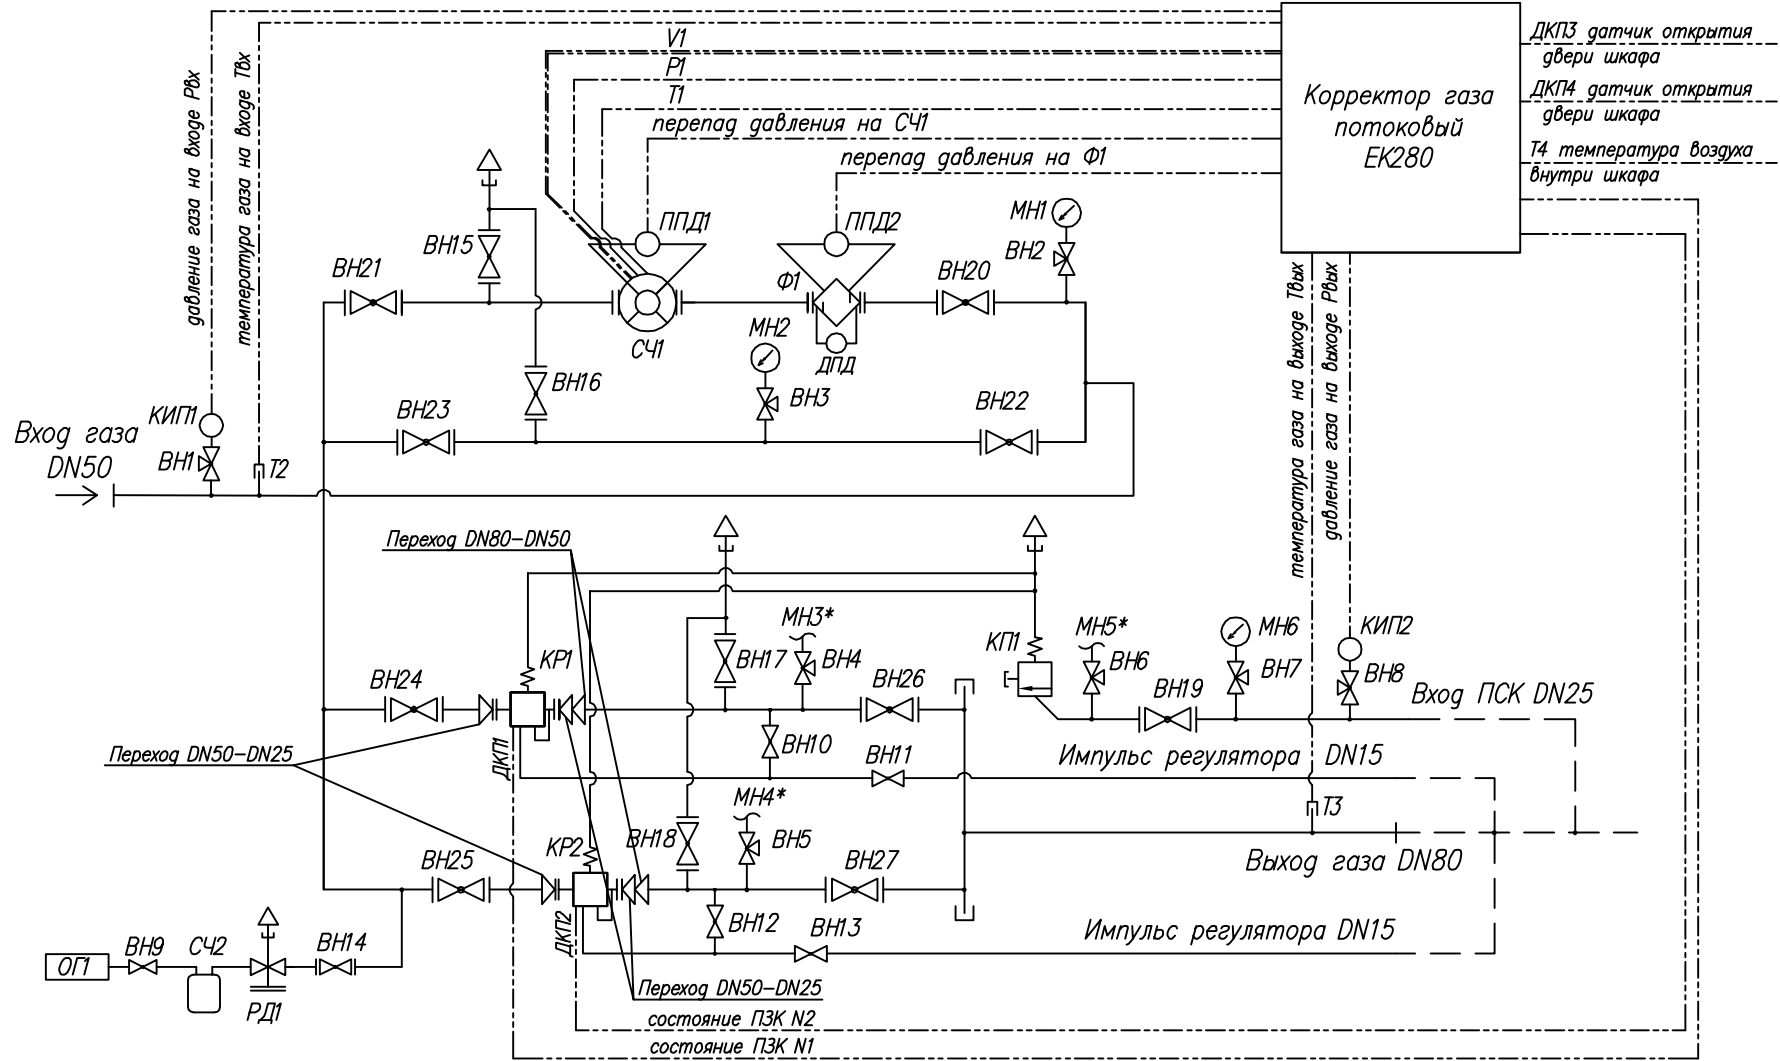 V1
P1
T1
перепад давления на СЧ1
перепад давления на Ф1
давление газа на входе Рвх
температура газа на входе Твх
Корректор газа
потоковый
ЕК280
ДКП3 датчик открытия
двери шкафа
ДКП4 датчик открытия
двери шкафа
Т4 температура воздуха
внутри шкафа
ВН15
ППД1
ППД2
МН1
ВН2
ВН21
Ф1
ВН20
СЧ1
МН2
ДПД
ВН16
ВН3
ВН23
ВН22
КИП1
Вход газа
DN50
ВН1
Т2
температура газа на выходе Твых
давление газа на выходе Рвых
Переход DN80-DN50
КР1
МН3*
ВН17
ВН4
ВН24
ВН26
КП1
МН5*
ВН6
МН6
ВН7
КИП2
ВН8
ВН19
Вход ПСК DN25
Переход DN50-DN25
ДКП1
ВН10
ВН11
Импульс регулятора DN15
МН4*
Т3
КР2
ВН18
ВН5
ВН25
ВН27
Выход газа DN80
ДКП2
ВН12
ВН13
Импульс регулятора DN15
ОГ1
ВН9
СЧ2
РД1
ВН14
Переход DN50-DN25
состояние ПЗК N2
состояние ПЗК N1